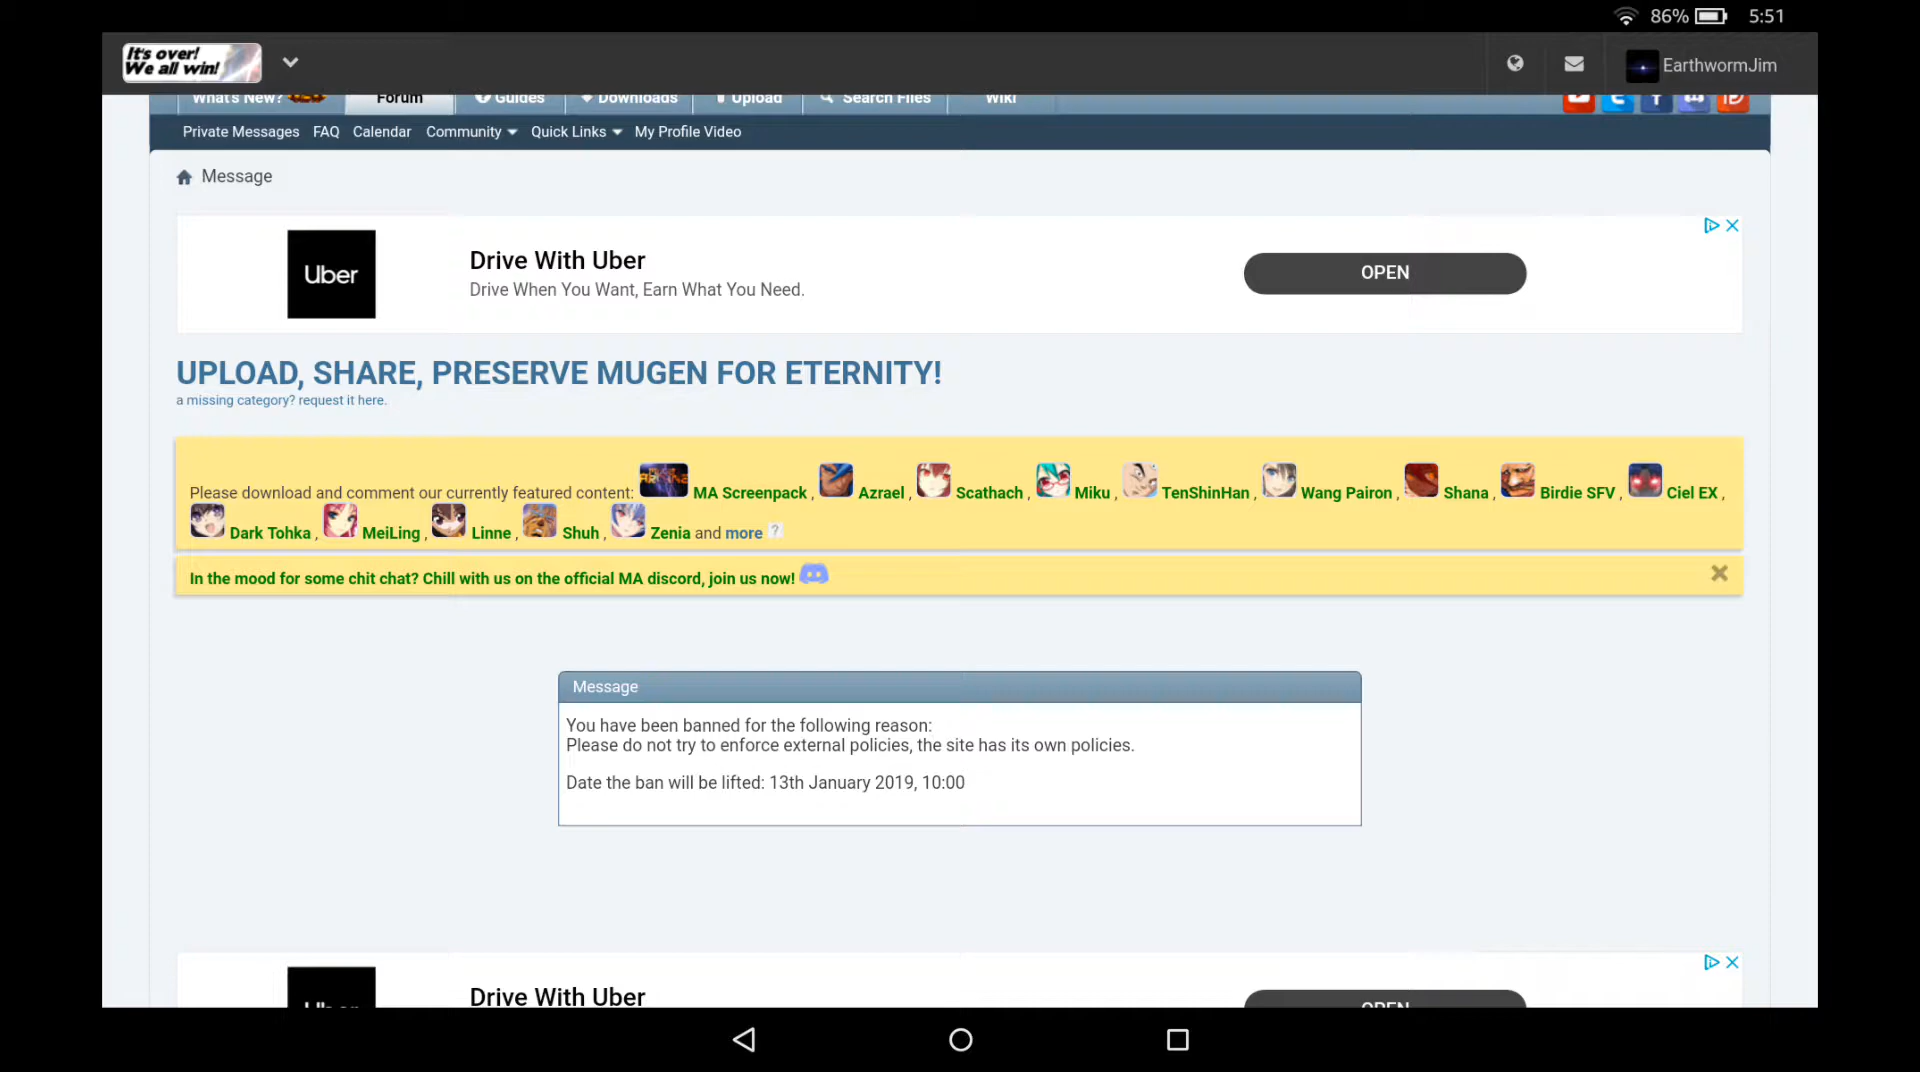 86% 5:51
It's over!
We all win!
EarthwormJim
What's New? Forum Guides Downloads Upload Search Files Wiki
Private Messages FAQ Calendar Community Quick Links My Profile Video
Message
Uber
Drive With Uber
Drive When You Want, Earn What You Need.
OPEN
UPLOAD, SHARE, PRESERVE MUGEN FOR ETERNITY!
a missing category? request it here.
Please download and comment our currently featured content: MA Screenpack , Azrael , Scathach , Miku , TenShinHan , Wang Pairon , Shana , Birdie SFV , Ciel EX ,
Dark Tohka , MeiLing , Linne , Shuh , Zenia and more ?
In the mood for some chit chat? Chill with us on the official MA discord, join us now!
Message
You have been banned for the following reason:
Please do not try to enforce external policies, the site has its own policies.
Date the ban will be lifted: 13th January 2019, 10:00
Uber
Drive With Uber
OPEN